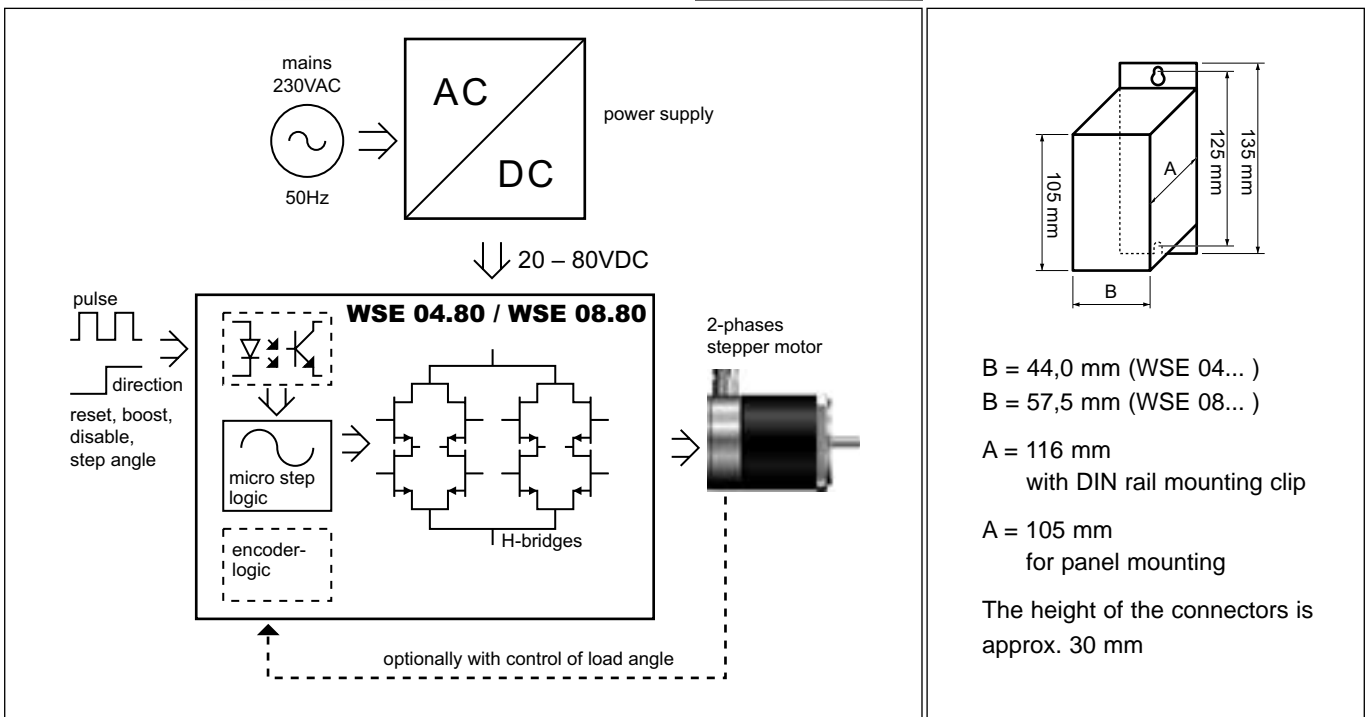 mains
230VAC
50Hz
AC
DC
power supply
20 – 80VDC
pulse
direction
reset, boost,
disable,
step angle
WSE 04.80 / WSE 08.80
micro step
logic
encoder-
logic
H-bridges
2-phases
stepper motor
optionally with control of load angle
105 mm
A
B
125 mm
135 mm
B = 44,0 mm (WSE 04... )
B = 57,5 mm (WSE 08... )
A = 116 mm
with DIN rail mounting clip
A = 105 mm
for panel mounting
The height of the connectors is
approx. 30 mm